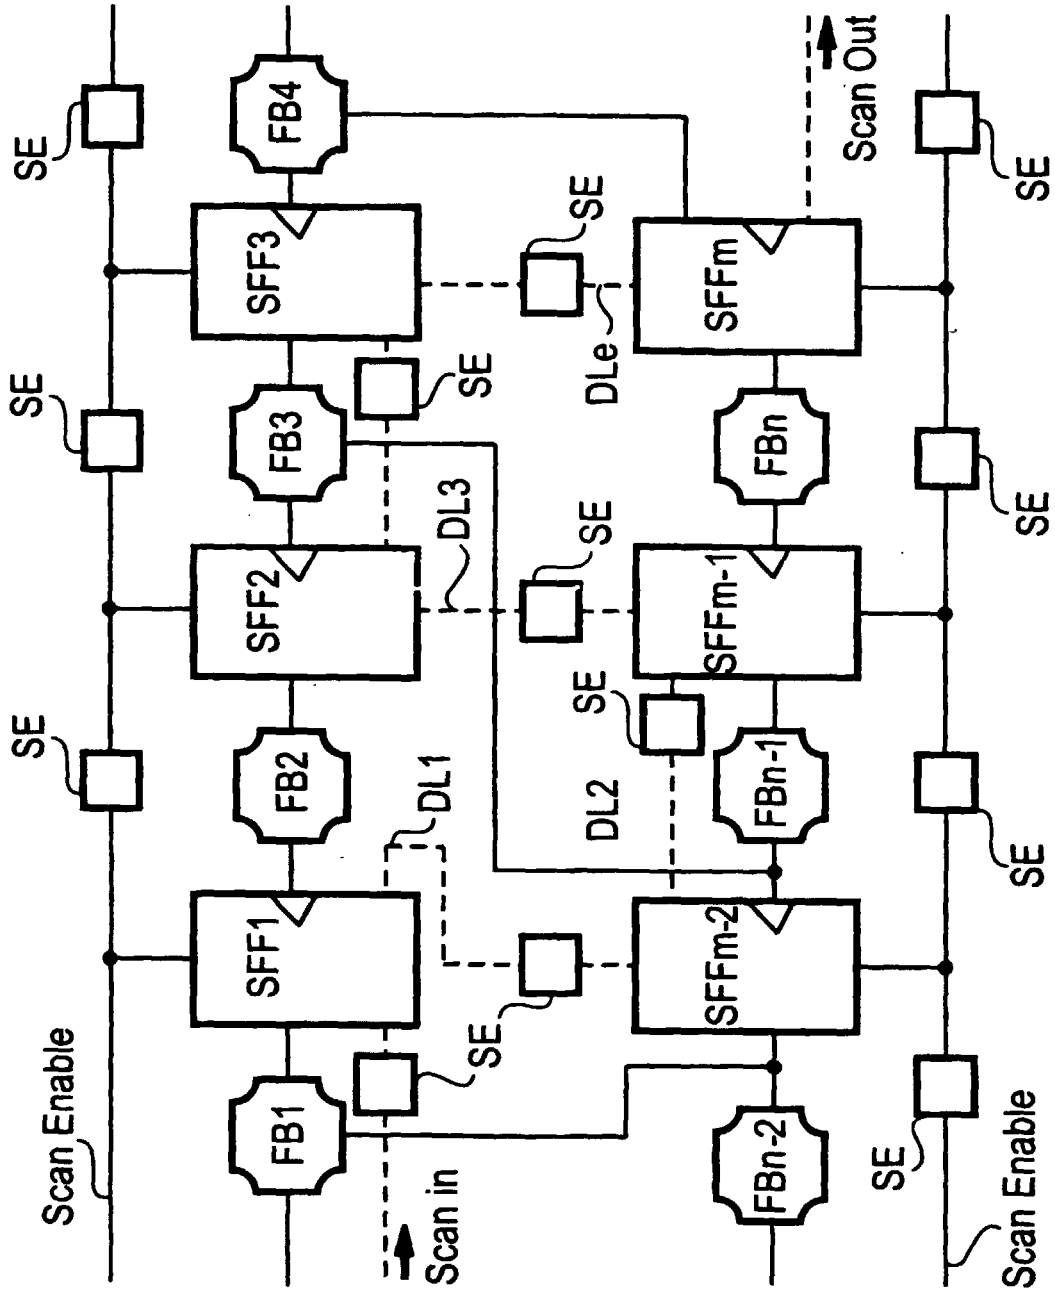 Scan Enable
SE
SE
SE
FB1
SFF1
FB2
SFF2
FB3
SFF3
FB4
Scan in
SE
DL1
DL3
SE
DL2
SE
SE
DLe
SE
FBn-2
SFFm-2
FBn-1
SFFm-1
FBn
SFFm
Scan Out
SE
Scan Enable
SE
SE
SE